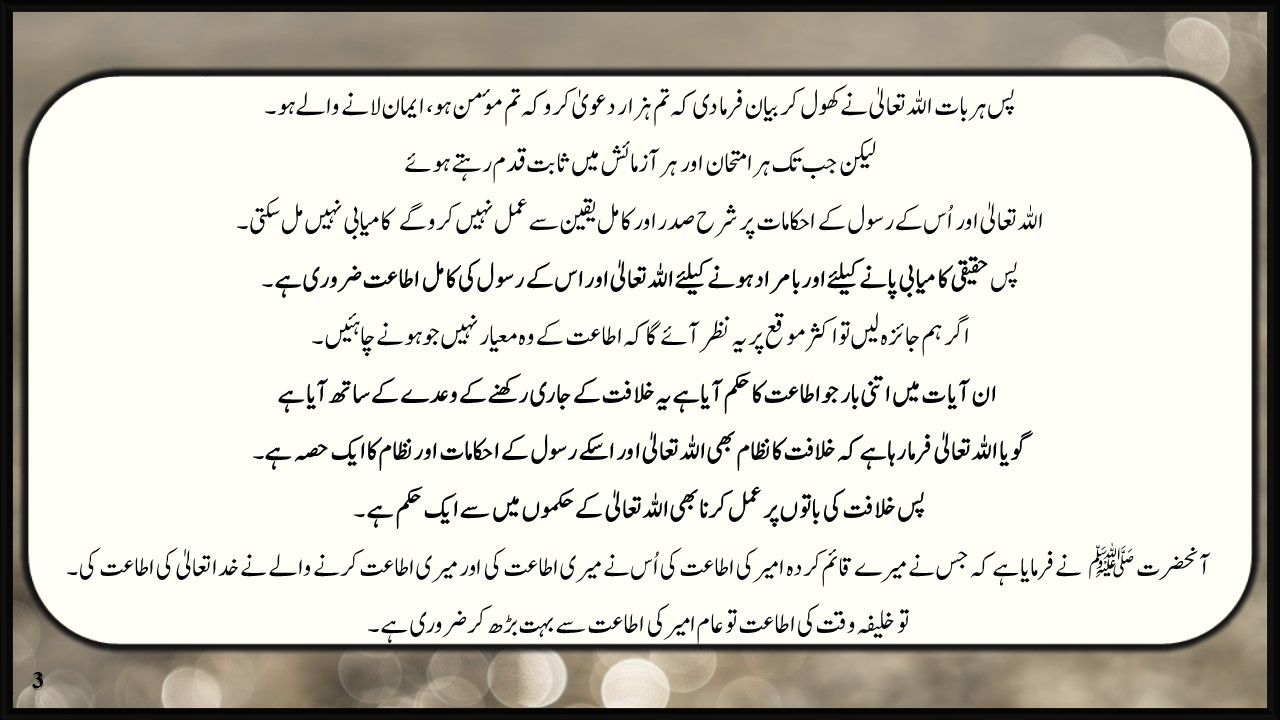 پس ہر بات اللہ تعالیٰ نے کھول کر بیان فرما دی کہ تم ہزار دعویٰ کرو کہ تم موٴمن ہو، ایمان لانے والے ہو۔
لیکن جب تک ہر امتحان اور ہر آزمائش میں ثابت قدم رہتے ہوئے
اللہ تعالیٰ اور اُس کے رسول کے احکامات پر شرح صدر اور کامل یقین سے عمل نہیں کرو گے کامیابی نہیں مل سکتی۔
پس حقیقی کامیابی پانے کیلئے اور بامراد ہونے کیلئے اللہ تعالیٰ اور اس کے رسول کی کامل اطاعت ضروری ہے۔
اگر ہم جائزہ لیں تو اکثر موقع پر یہ نظر آئے گا کہ اطاعت کے وہ معیار نہیں جو ہونے چاہئیں۔
ان آیات میں اتنی بار جو اطاعت کا حکم آیا ہے یہ خلافت کے جاری رکھنے کے وعدے کے ساتھ آیا ہے
گویا اللہ تعالیٰ فرما رہا ہے کہ خلافت کا نظام بھی اللہ تعالیٰ اور اسکے رسول کے احکامات اور نظام کا ایک حصہ ہے۔
پس خلافت کی باتوں پر عمل کرنا بھی اللہ تعالیٰ کے حکموں میں سے ایک حکم ہے۔
آنحضرت ﷺ نے فرمایا ہے کہ جس نے میرے قائم کردہ امیر کی اطاعت کی اُس نے میری اطاعت کی اور میری اطاعت کرنے والے نے خدا تعالیٰ کی اطاعت کی۔
تو خلیفہ وقت کی اطاعت تو عام امیر کی اطاعت سے بہت بڑھ کر ضروری ہے۔
3